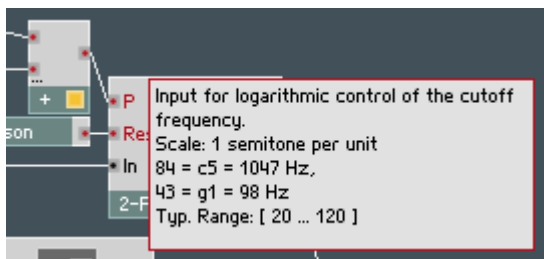 ...
+
son
P
Res
In
2-F
Input for logarithmic control of the cutoff
frequency.
Scale: 1 semitone per unit
84 = c5 = 1047 Hz,
43 = g1 = 98 Hz
Typ. Range: [ 20 ... 120 ]